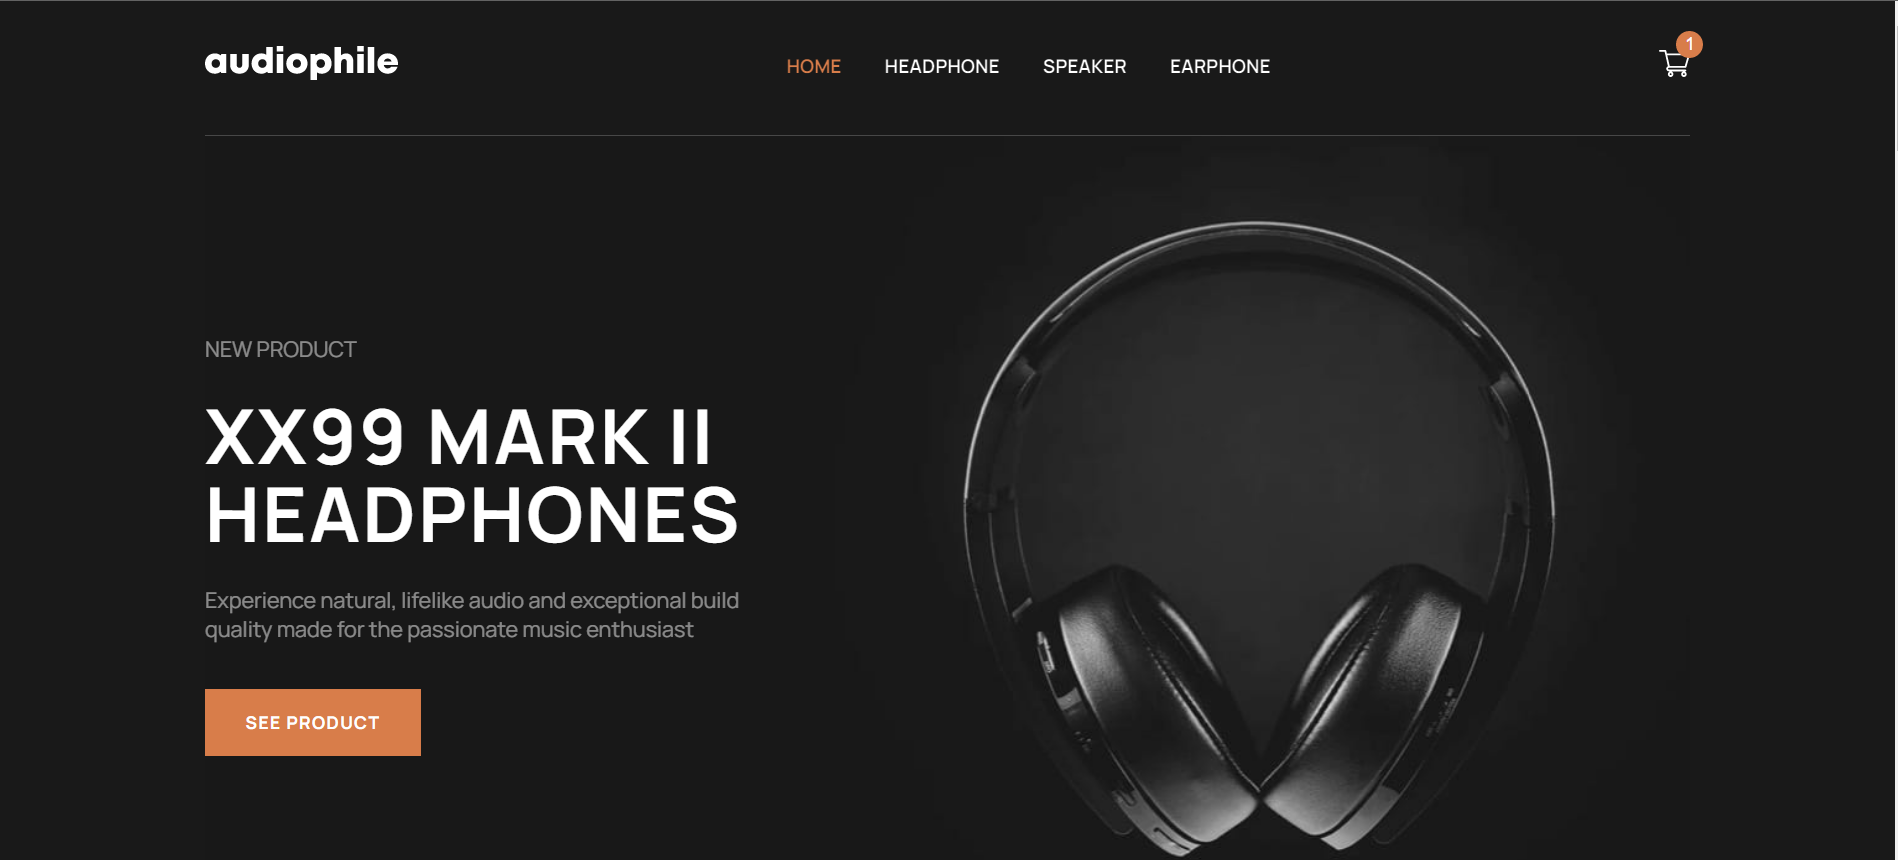 audiophile
HOME HEADPHONE SPEAKER EARPHONE
1
NEW PRODUCT
XX99 MARK II
HEADPHONES
Experience natural, lifelike audio and exceptional build
quality made for the passionate music enthusiast
SEE PRODUCT